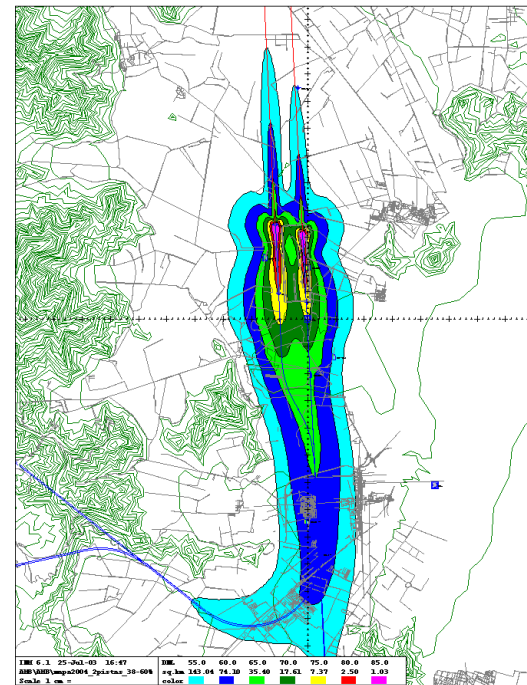 INM 6.1 25-Jul-03 16:47
Scale 1 cm =
DNL 55.0 60.0 65.0 70.0 75.0 80.0 85.0
sq.km 143.04 74.10 35.40 17.61 7.37 2.50 1.03
color